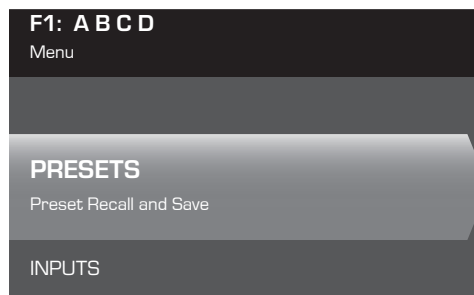 F1: A B C D
Menu
PRESETS
Preset Recall and Save
INPUTS